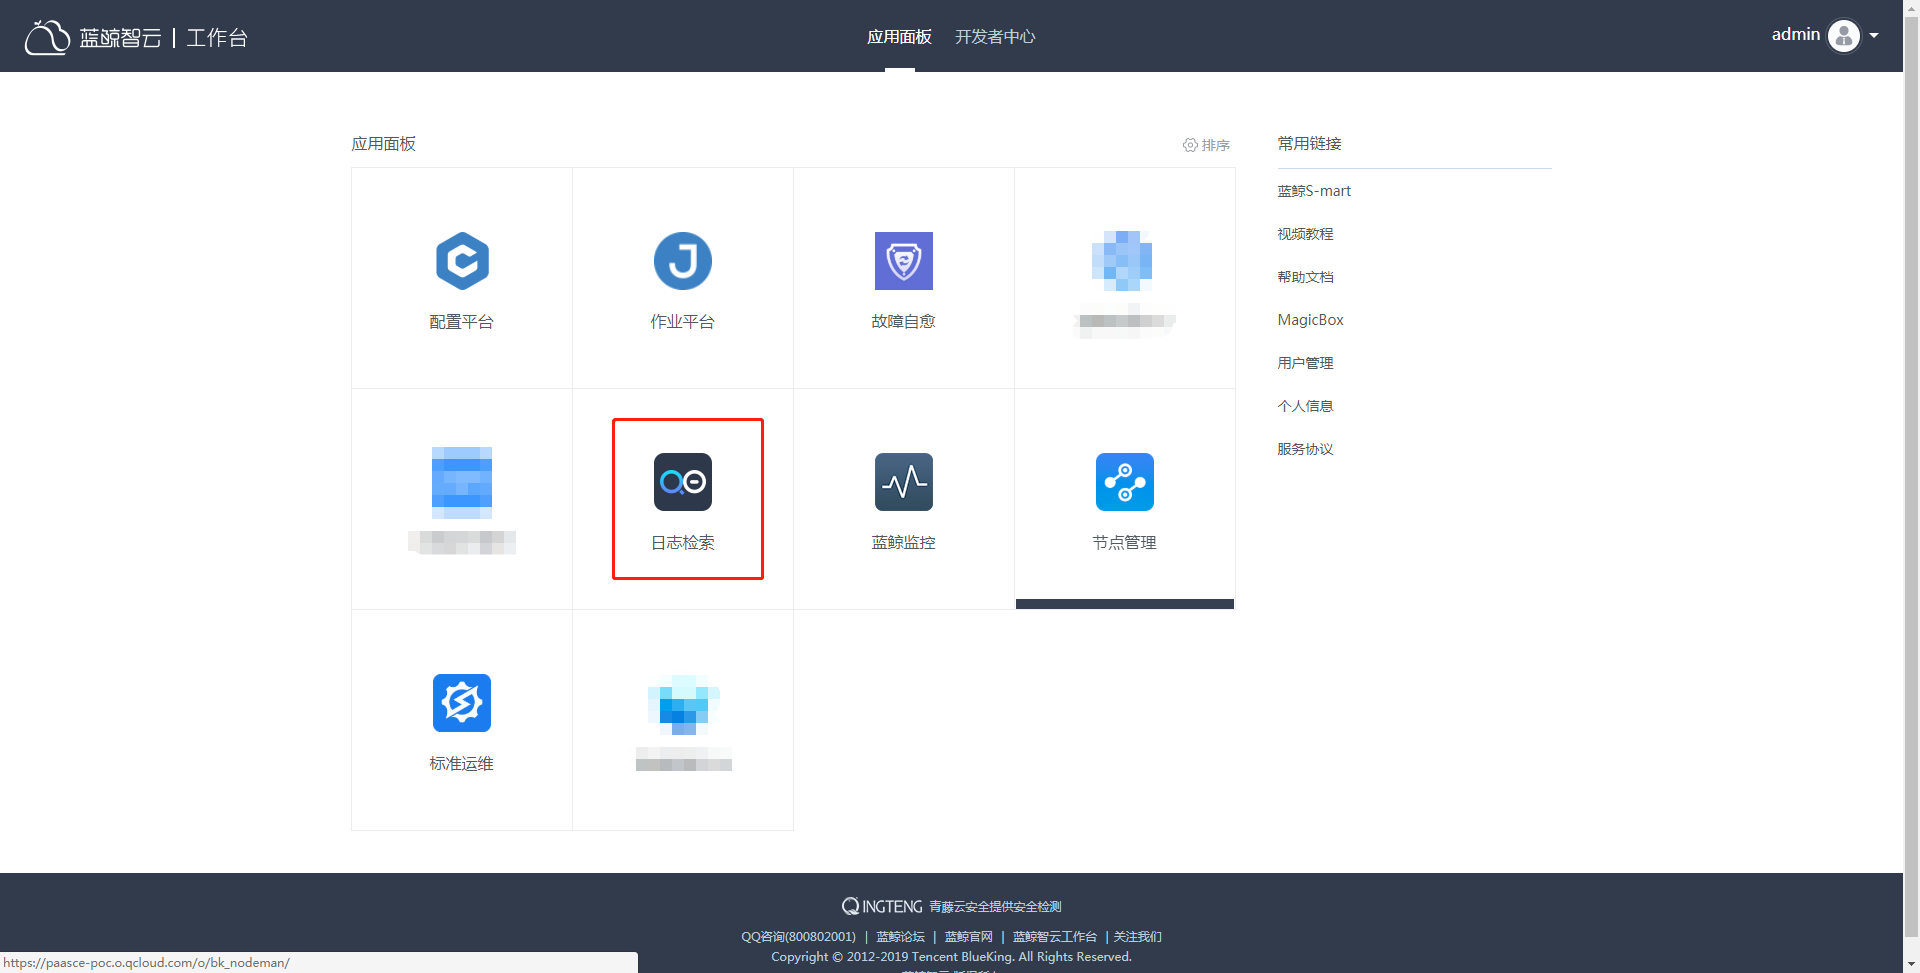 蓝鲸智云 | 工作台
应用面板 开发者中心
admin
应用面板
排序
配置平台
作业平台
故障自愈
日志检索
蓝鲸监控
节点管理
标准运维
常用链接
蓝鲸S-mart
视频教程
帮助文档
MagicBox
用户管理
个人信息
服务协议
QINGTENG 青藤云安全提供安全检测
QQ咨询(800802001) | 蓝鲸论坛 | 蓝鲸官网 | 蓝鲸智云工作台 | 关注我们
Copyright © 2012-2019 Tencent BlueKing. All Rights Reserved.
https://paasce-poc.o.qcloud.com/o/bk_nodeman/